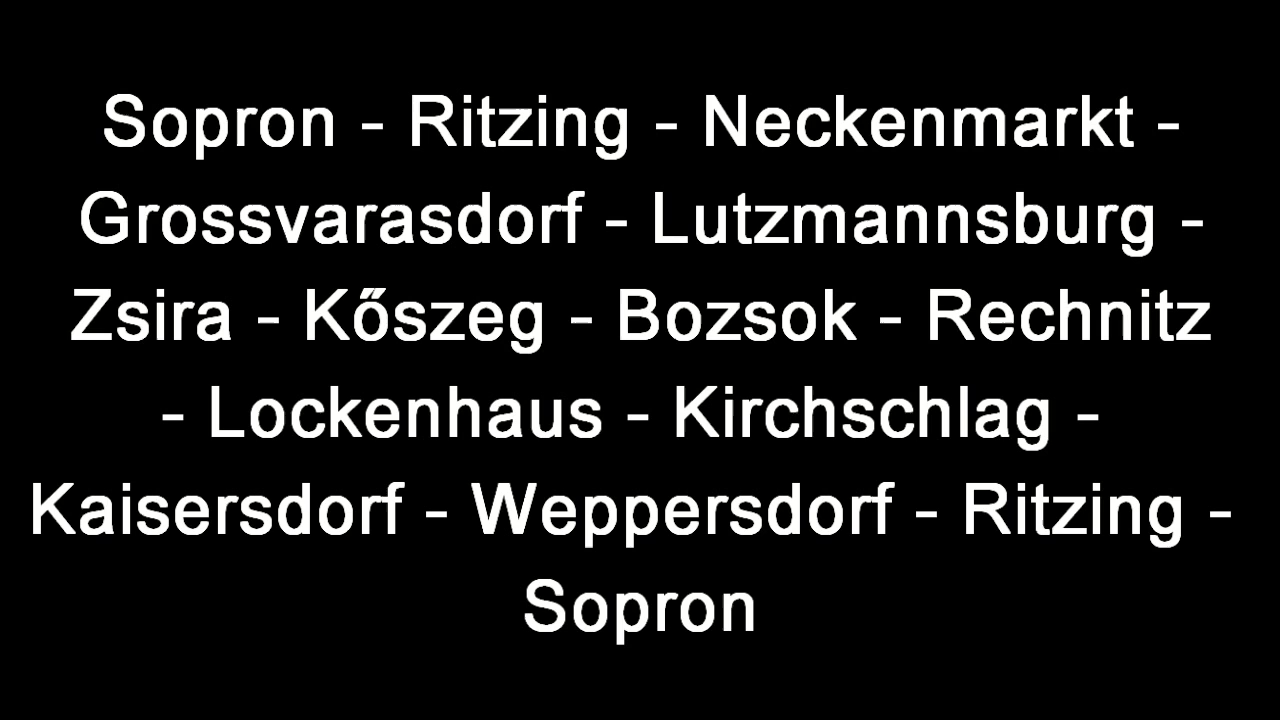 Sopron - Ritzing - Neckenmarkt -
Grossvarasdorf - Lutzmannsburg -
Zsira - Kőszeg - Bozsok - Rechnitz
- Lockenhaus - Kirchschlag -
Kaisersdorf - Weppersdorf - Ritzing -
Sopron